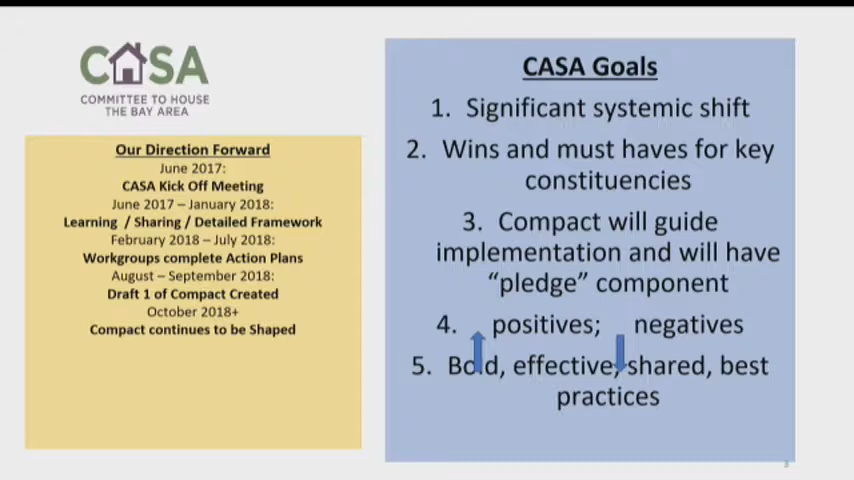 CASA
COMMITTEE TO HOUSE
THE BAY AREA
Our Direction Forward
June 2017:
CASA Kick Off Meeting
June 2017 – January 2018:
Learning / Sharing / Detailed Framework
February 2018 – July 2018:
Workgroups complete Action Plans
August – September 2018:
Draft 1 of Compact Created
October 2018+
Compact continues to be Shaped
CASA Goals
1. Significant systemic shift
2. Wins and must haves for key
constituencies
3. Compact will guide
implementation and will have
“pledge” component
4. positives; negatives
5. Bold, effective, shared, best
practices
3